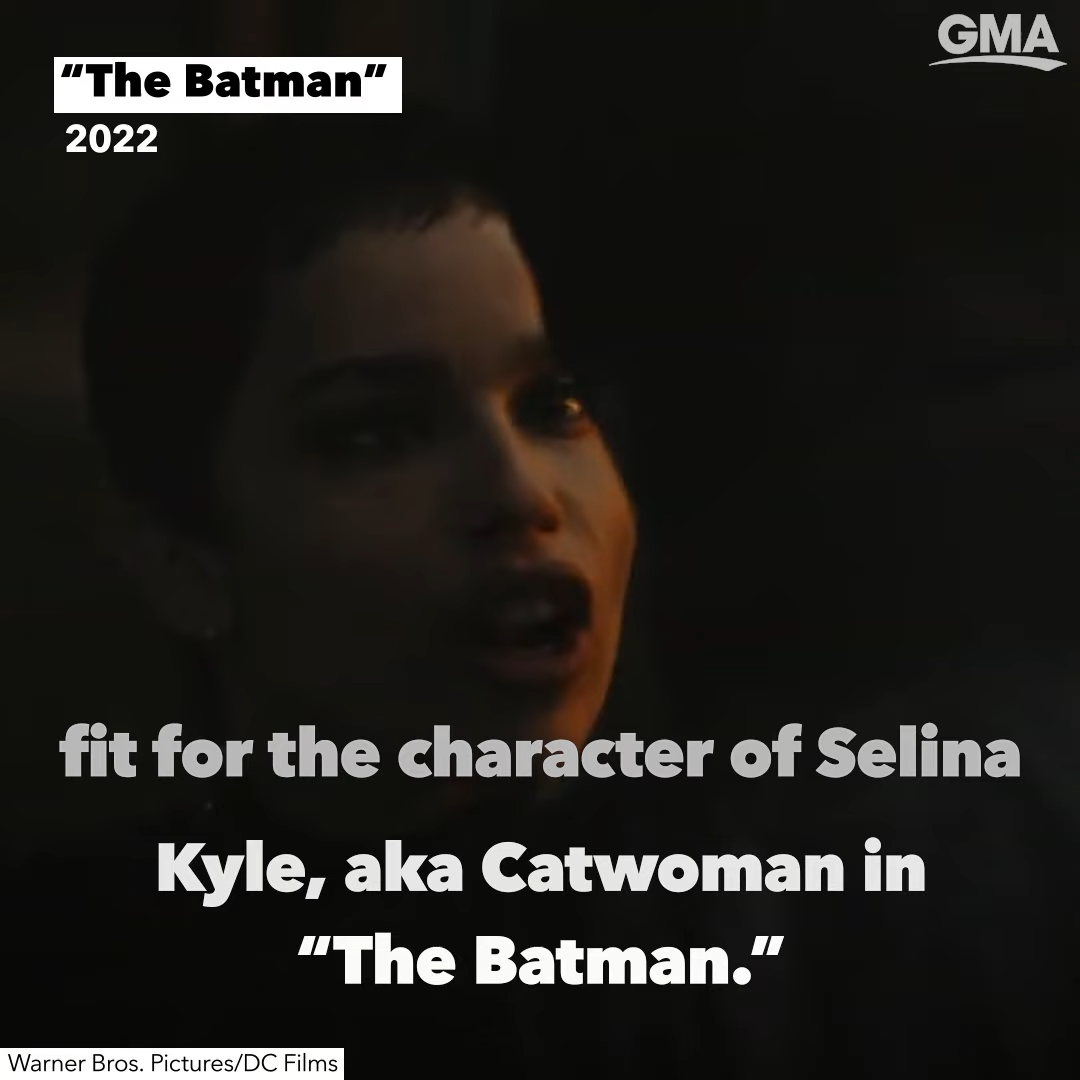 GMA
“The Batman”
2022
fit for the character of Selina
Kyle, aka Catwoman in
“The Batman.”
Warner Bros. Pictures/DC Films